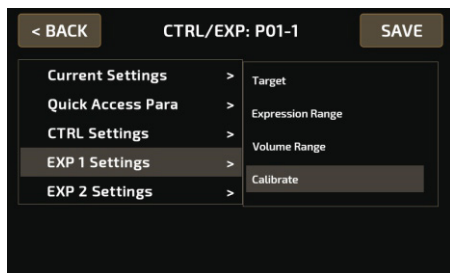 < BACK CTRL/EXP: P01-1 SAVE
Current Settings >
Quick Access Para >
CTRL Settings >
EXP 1 Settings >
EXP 2 Settings >
Target
Expression Range
Volume Range
Calibrate